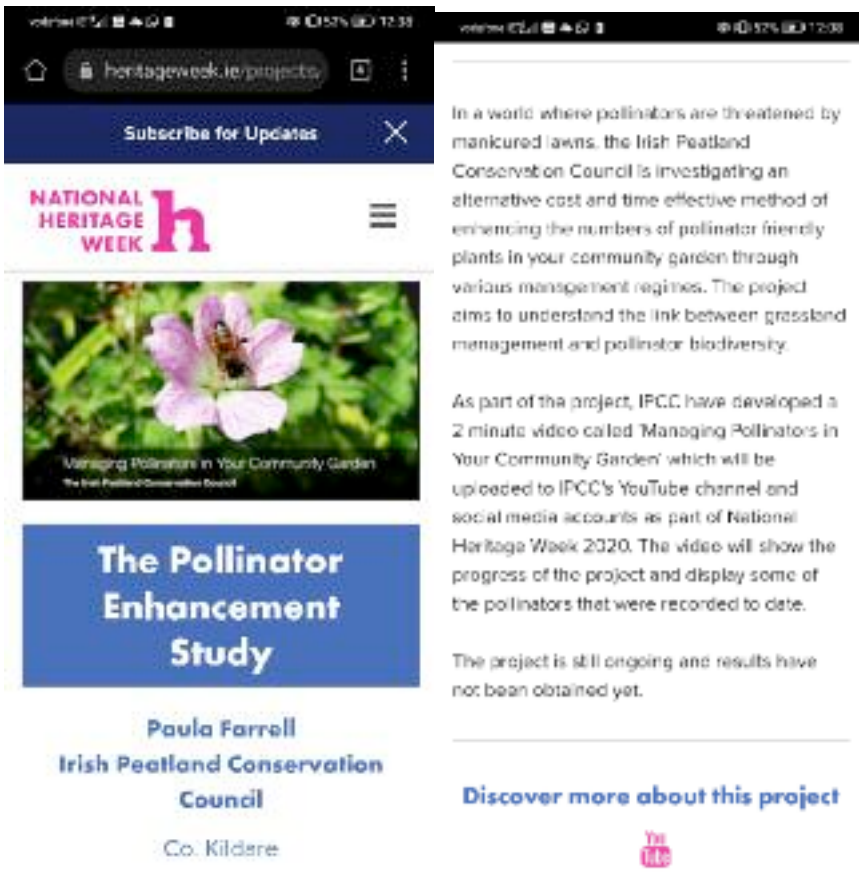 vodafone
52% 12:38
heritageweek.ie/projects/
Subscribe for Updates
NATIONAL
HERITAGE
WEEK
h
Managing Pollinators in Your Community Garden
The Irish Peatland Conservation Council
The Pollinator
Enhancement
Study
Paula Farrell
Irish Peatland Conservation
Council
Co. Kildare
vodafone
52% 12:38
In a world where pollinators are threatened by
manicured lawns, the Irish Peatland
Conservation Council is investigating an
alternative cost and time effective method of
enhancing the numbers of pollinator friendly
plants in your community garden through
various management regimes. The project
aims to understand the link between grassland
management and pollinator biodiversity.
As part of the project, IPCC have developed a
2 minute video called 'Managing Pollinators in
Your Community Garden' which will be
uploaded to IPCC's YouTube channel and
social media accounts as part of National
Heritage Week 2020. The video will show the
progress of the project and display some of
the pollinators that were recorded to date.
The project is still ongoing and results have
not been obtained yet.
Discover more about this project
You
Tube